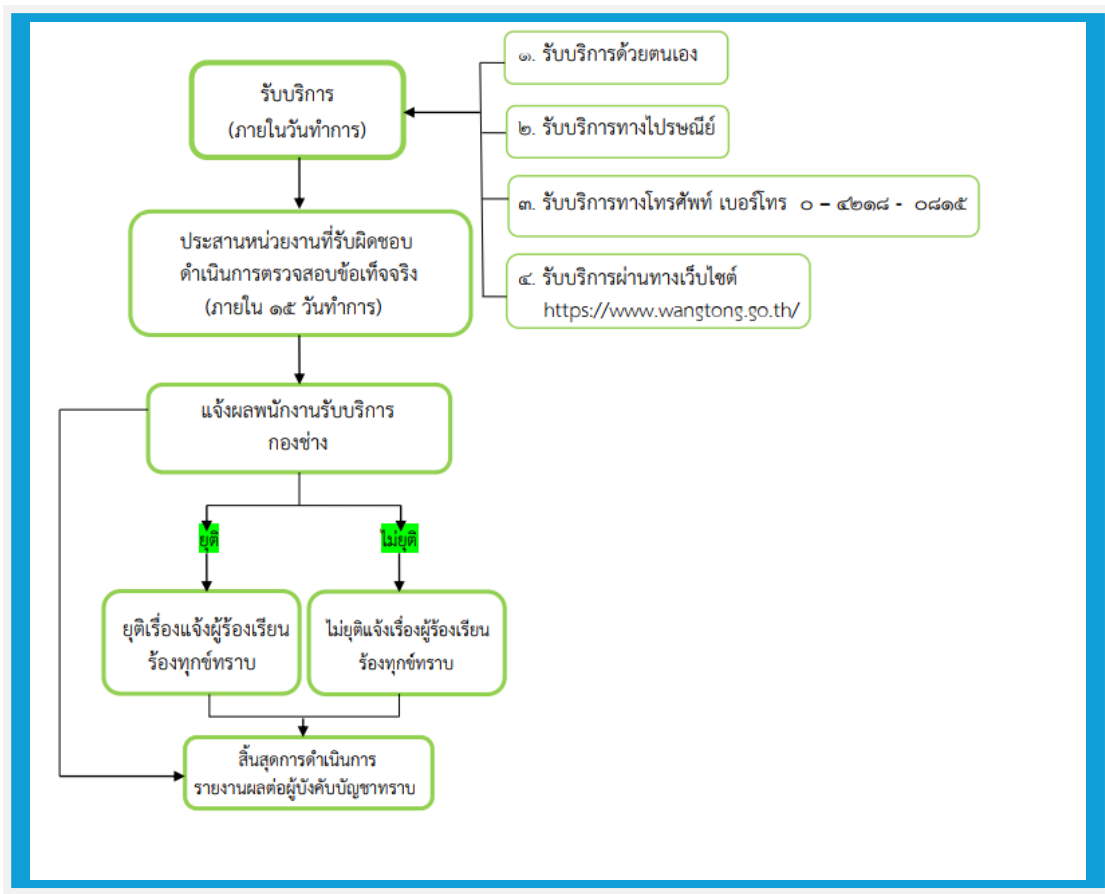 รับบริการ
(ภายในวันทำการ)
๑. รับบริการด้วยตนเอง
๒. รับบริการทางไปรษณีย์
๓. รับบริการทางโทรศัพท์ เบอร์โทร ๐ – ๔๒๑๘ - ๐๘๑๕
๔. รับบริการผ่านทางเว็บไซต์
https://www.wangtong.go.th/
ประสานหน่วยงานที่รับผิดชอบ
ดำเนินการตรวจสอบข้อเท็จจริง
(ภายใน ๑๕ วันทำการ)
แจ้งผลพนักงานรับบริการ
กองช่าง
ยุติ
ไม่ยุติ
ยุติเรื่องแจ้งผู้ร้องเรียน
ร้องทุกข์ทราบ
ไม่ยุติแจ้งเรื่องผู้ร้องเรียน
ร้องทุกข์ทราบ
สิ้นสุดการดำเนินการ
รายงานผลต่อผู้บังคับบัญชาทราบ